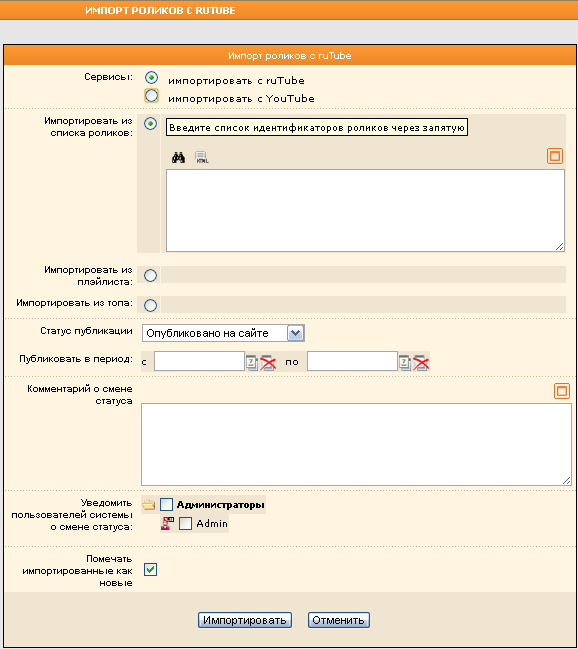 ИМПОРТ РОЛИКОВ С RUTUBE
Импорт роликов с ruTube
Сервисы:
импортировать с ruTube
импортировать с YouTube
Импортировать из
списка роликов:
Введите список идентификаторов роликов через запятую
HTML
Импортировать из
плэйлиста:
Импортировать из топа:
Статус публикации
Опубликовано на сайте
Публиковать в период:
с
по
Комментарий о смене
статуса
Уведомить
пользователей системы
о смене статуса:
Администраторы
Admin
Помечать
импортированные как
новые
Импортировать
Отменить